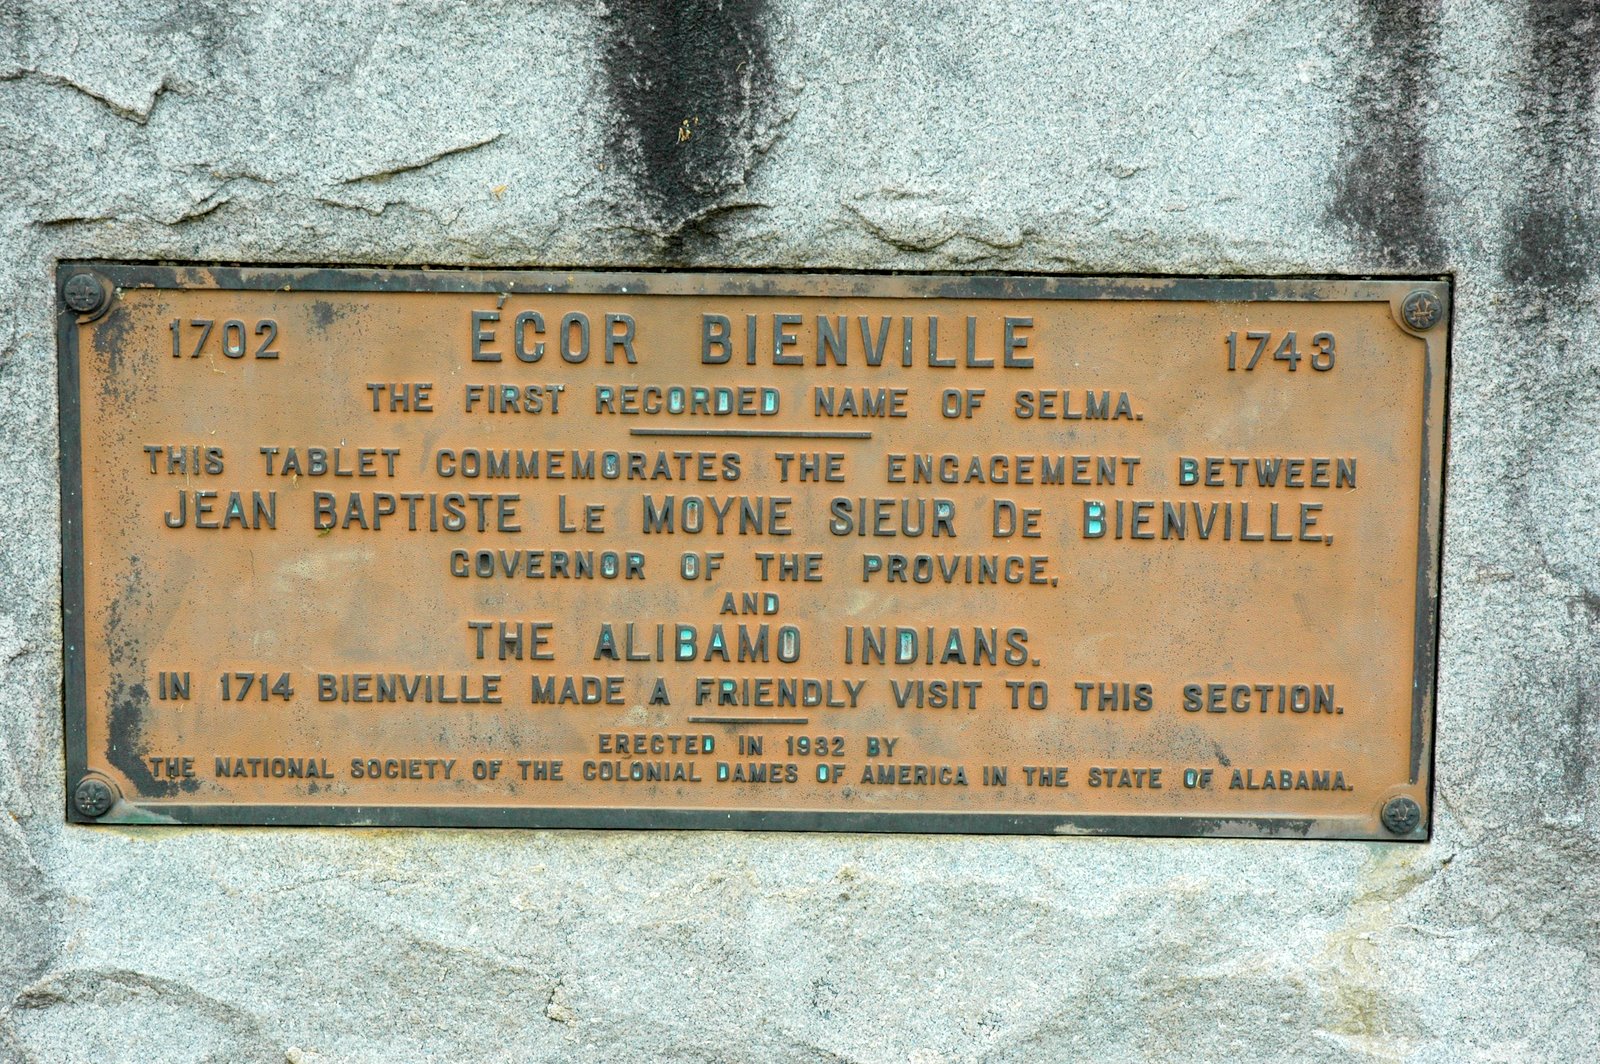 1702 ÉCOR BIENVILLE 1743
THE FIRST RECORDED NAME OF SELMA.
THIS TABLET COMMEMORATES THE ENGAGEMENT BETWEEN
JEAN BAPTISTE LE MOYNE SIEUR DE BIENVILLE,
GOVERNOR OF THE PROVINCE,
AND
THE ALIBAMO INDIANS.
IN 1714 BIENVILLE MADE A FRIENDLY VISIT TO THIS SECTION.
ERECTED IN 1932 BY
THE NATIONAL SOCIETY OF THE COLONIAL DAMES OF AMERICA IN THE STATE OF ALABAMA.